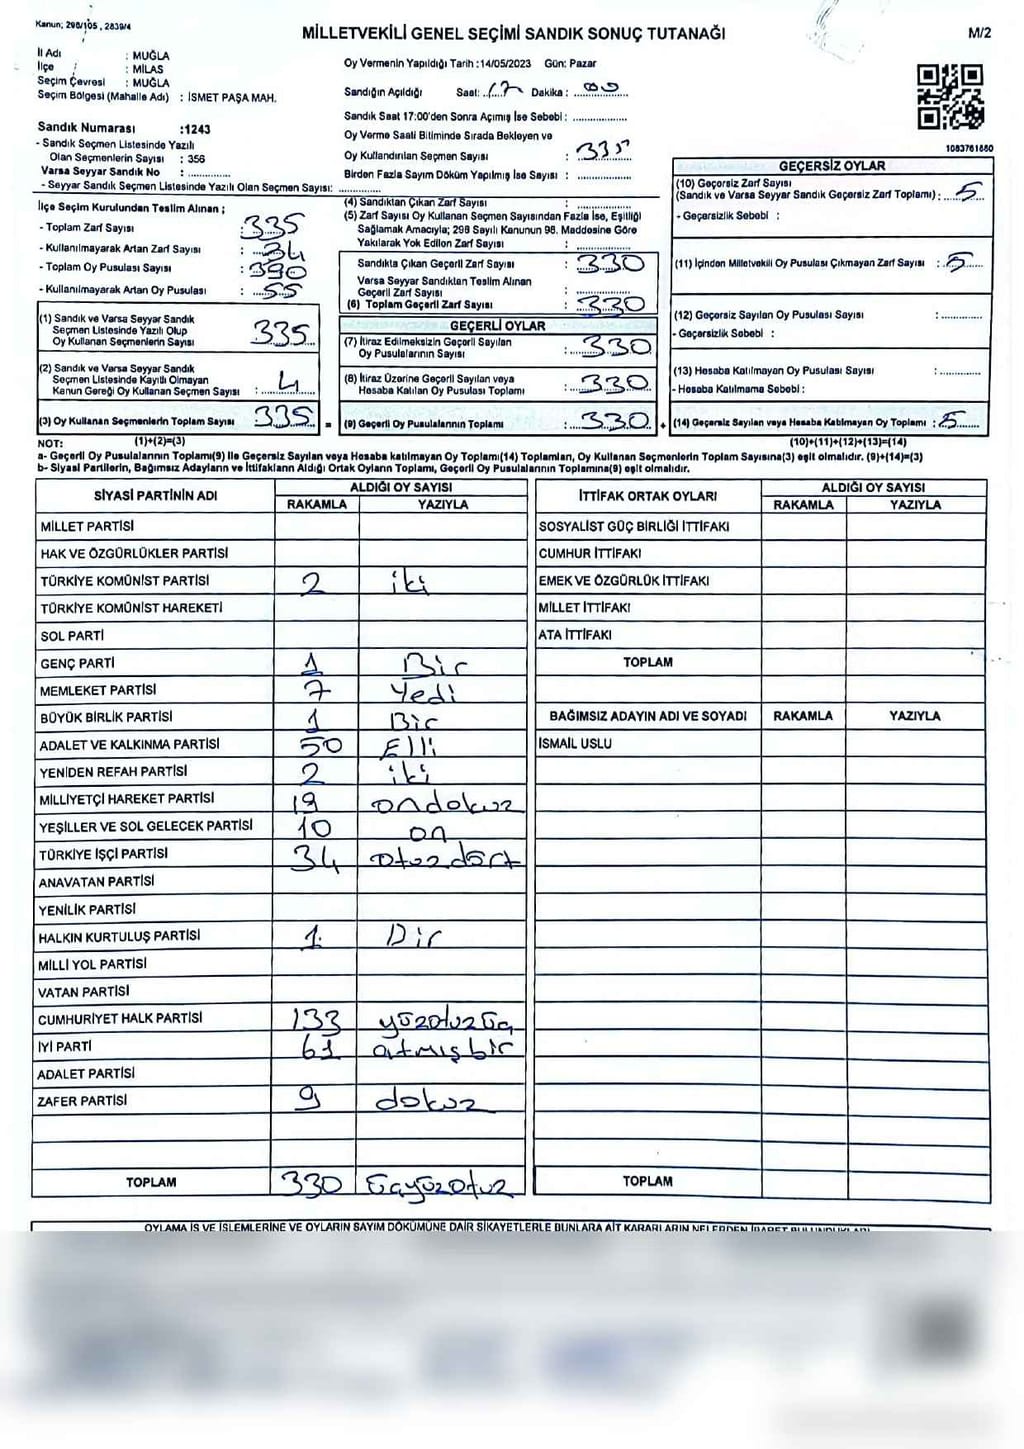 Kanun; 298/105, 2839/4
MİLLETVEKİLİ GENEL SEÇİMİ SANDIK SONUÇ TUTANAĞI
M/2
İl Adı : MUĞLA
İlçe : MİLAS
Seçim Çevresi : MUĞLA
Seçim Bölgesi (Mahalle Adı) : İSMET PAŞA MAH.
Sandık Numarası :1243
- Sandık Seçmen Listesinde Yazılı
Olan Seçmenlerin Sayısı : 356
Varsa Seyyar Sandık No : ............
- Seyyar Sandık Seçmen Listesinde Yazılı Olan Seçmen Sayısı: ............
Oy Vermenin Yapıldığı Tarih :14/05/2023 Gün: Pazar
Sandığın Açıldığı Saat: 17 Dakika : 00
Sandık Saat 17:00'den Sonra Açımış İse Sebebi : ............
Oy Verme Saati Bitiminde Sırada Bekleyen ve
Oy Kullandırılan Seçmen Sayısı : 335
Birden Fazla Sayım Döküm Yapılmış İse Sayısı : ............
1083761660
İlçe Seçim Kurulundan Teslim Alınan ;
- Toplam Zarf Sayısı : 335
- Kullanılmayarak Artan Zarf Sayısı : 34
- Toplam Oy Pusulası Sayısı : 390
- Kullanılmayarak Artan Oy Pusulası : 55
(1) Sandık ve Varsa Seyyar Sandık
Seçmen Listesinde Yazılı Olup
Oy Kullanan Seçmenlerin Sayısı : 335
(2) Sandık ve Varsa Seyyar Sandık
Seçmen Listesinde Kayıtlı Olmayan
Kanun Gereği Oy Kullanan Seçmen Sayısı : 4
(3) Oy Kullanan Seçmenlerin Toplam Sayısı : 335 =
(4) Sandıktan Çıkan Zarf Sayısı : ............
(5) Zarf Sayısı Oy Kullanan Seçmen Sayısından Fazla İse, Eşitliği
Sağlamak Amacıyla; 298 Sayılı Kanunun 98. Maddesine Göre
Yakılarak Yok Edilen Zarf Sayısı : ............
Sandıkta Çıkan Geçerli Zarf Sayısı : 330
Varsa Seyyar Sandıktan Teslim Alınan
Geçerli Zarf Sayısı : ............
(6) Toplam Geçerli Zarf Sayısı : 330
GEÇERLİ OYLAR
(7) İtiraz Edilmeksizin Geçerli Sayılan
Oy Pusulalarının Sayısı : 330
(8) İtiraz Üzerine Geçerli Sayılan veya
Hesaba Katılan Oy Pusulası Toplamı : 330
(9) Geçerli Oy Pusulalarının Toplamı : 330 +
GEÇERSİZ OYLAR
(10) Geçersiz Zarf Sayısı
(Sandık ve Varsa Seyyar Sandık Geçersiz Zarf Toplamı) : 5
- Geçersizlik Sebebi :
(11) İçinden Milletvekili Oy Pusulası Çıkmayan Zarf Sayısı : 5
(12) Geçersiz Sayılan Oy Pusulası Sayısı : ............
- Geçersizlik Sebebi :
(13) Hesaba Katılmayan Oy Pusulası Sayısı : ............
- Hesaba Katılmama Sebebi :
(14) Geçersiz Sayılan veya Hesaba Katılmayan Oy Toplamı : 5
NOT: (1)+(2)=(3) (10)+(11)+(12)+(13)=(14)
a- Geçerli Oy Pusulalarının Toplamı(9) ile Geçersiz Sayılan veya Hesaba katılmayan Oy Toplamı(14) Toplamları, Oy Kullanan Seçmenlerin Toplam Sayısına(3) eşit olmalıdır. (9)+(14)=(3)
b- Siyasi Partilerin, Bağımsız Adayların ve İttifakların Aldığı Ortak Oyların Toplamı, Geçerli Oy Pusulalarının Toplamına(9) eşit olmalıdır.
SİYASİ PARTİNİN ADI ALDIĞI OY SAYISI
RAKAMLA YAZIYLA
MİLLET PARTİSİ
HAK VE ÖZGÜRLÜKLER PARTİSİ
TÜRKİYE KOMÜNİST PARTİSİ 2 iki
TÜRKİYE KOMÜNİST HAREKETİ
SOL PARTİ
GENÇ PARTİ 1 Bir
MEMLEKET PARTİSİ 7 Yedi
BÜYÜK BİRLİK PARTİSİ 1 Bir
ADALET VE KALKINMA PARTİSİ 50 Elli
YENİDEN REFAH PARTİSİ 2 iki
MİLLİYETÇİ HAREKET PARTİSİ 19 ondokuz
YEŞİLLER VE SOL GELECEK PARTİSİ 10 on
TÜRKİYE İŞÇİ PARTİSİ 34 otuzdört
ANAVATAN PARTİSİ
YENİLİK PARTİSİ
HALKIN KURTULUŞ PARTİSİ 1 Bir
MİLLİ YOL PARTİSİ
VATAN PARTİSİ
CUMHURİYET HALK PARTİSİ 133 yüzotuzüç
İYİ PARTİ 61 atmışbir
ADALET PARTİSİ
ZAFER PARTİSİ 9 dokuz
TOPLAM 330 üçyüzotuz
İTTİFAK ORTAK OYLARI ALDIĞI OY SAYISI
RAKAMLA YAZIYLA
SOSYALİST GÜÇ BİRLİĞİ İTTİFAKI
CUMHUR İTTİFAKI
EMEK VE ÖZGÜRLÜK İTTİFAKI
MİLLET İTTİFAKI
ATA İTTİFAKI
TOPLAM
BAĞIMSIZ ADAYIN ADI VE SOYADI RAKAMLA YAZIYLA
İSMAİL USLU
TOPLAM
OYLAMA İŞ VE İŞLEMLERİNE VE OYLARIN SAYIM DÖKÜMÜNE DAİR ŞİKAYETLERLE BUNLARA AİT KARARLARIN NELERDEN İBARET BULUNDUKLARI